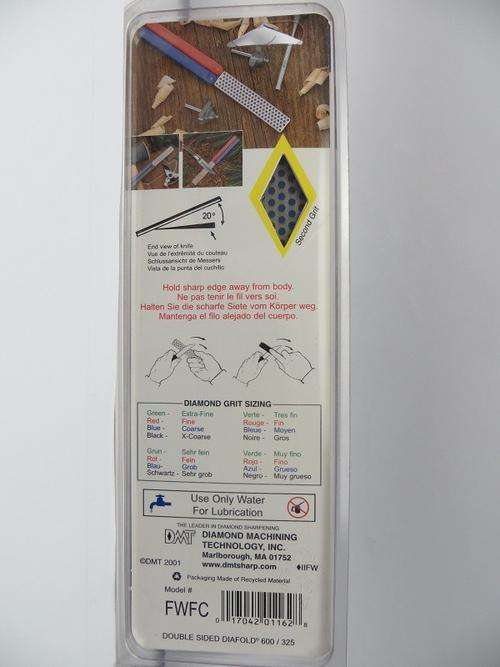 20°
Second Grit
End view of knife
Vue de l'extrémité du couteau
Schlussansicht de Messers
Vista de la punta del cuchillo
Hold sharp edge away from body.
Ne pas tenir le fil vers soi.
Halten Sie die scharfe Siete vom Körper weg.
Mantenga el filo alejado del cuerpo.
DIAMOND GRIT SIZING
Green - Extra-Fine Verte - Tres fin
Red - Fine Rouge - Fin
Blue - Coarse Bleue - Moyen
Black - X-Coarse Noire - Gros
Grun - Sehr fein Verde - Muy fino
Rot - Fein Rojo - Fino
Blau- Grob Azul - Grueso
Schwartz - Sehr grob Negro - Muy grueso
Use Only Water
For Lubrication
THE LEADER IN DIAMOND SHARPENING
DMT DIAMOND MACHINING
TECHNOLOGY, INC.
Marlborough, MA 01752
©DMT 2001 www.dmtsharp.com IIFW
Packaging Made of Recycled Material
Model #
FWFC
0 17042 01162 8
DOUBLE SIDED DIAFOLD® 600 / 325